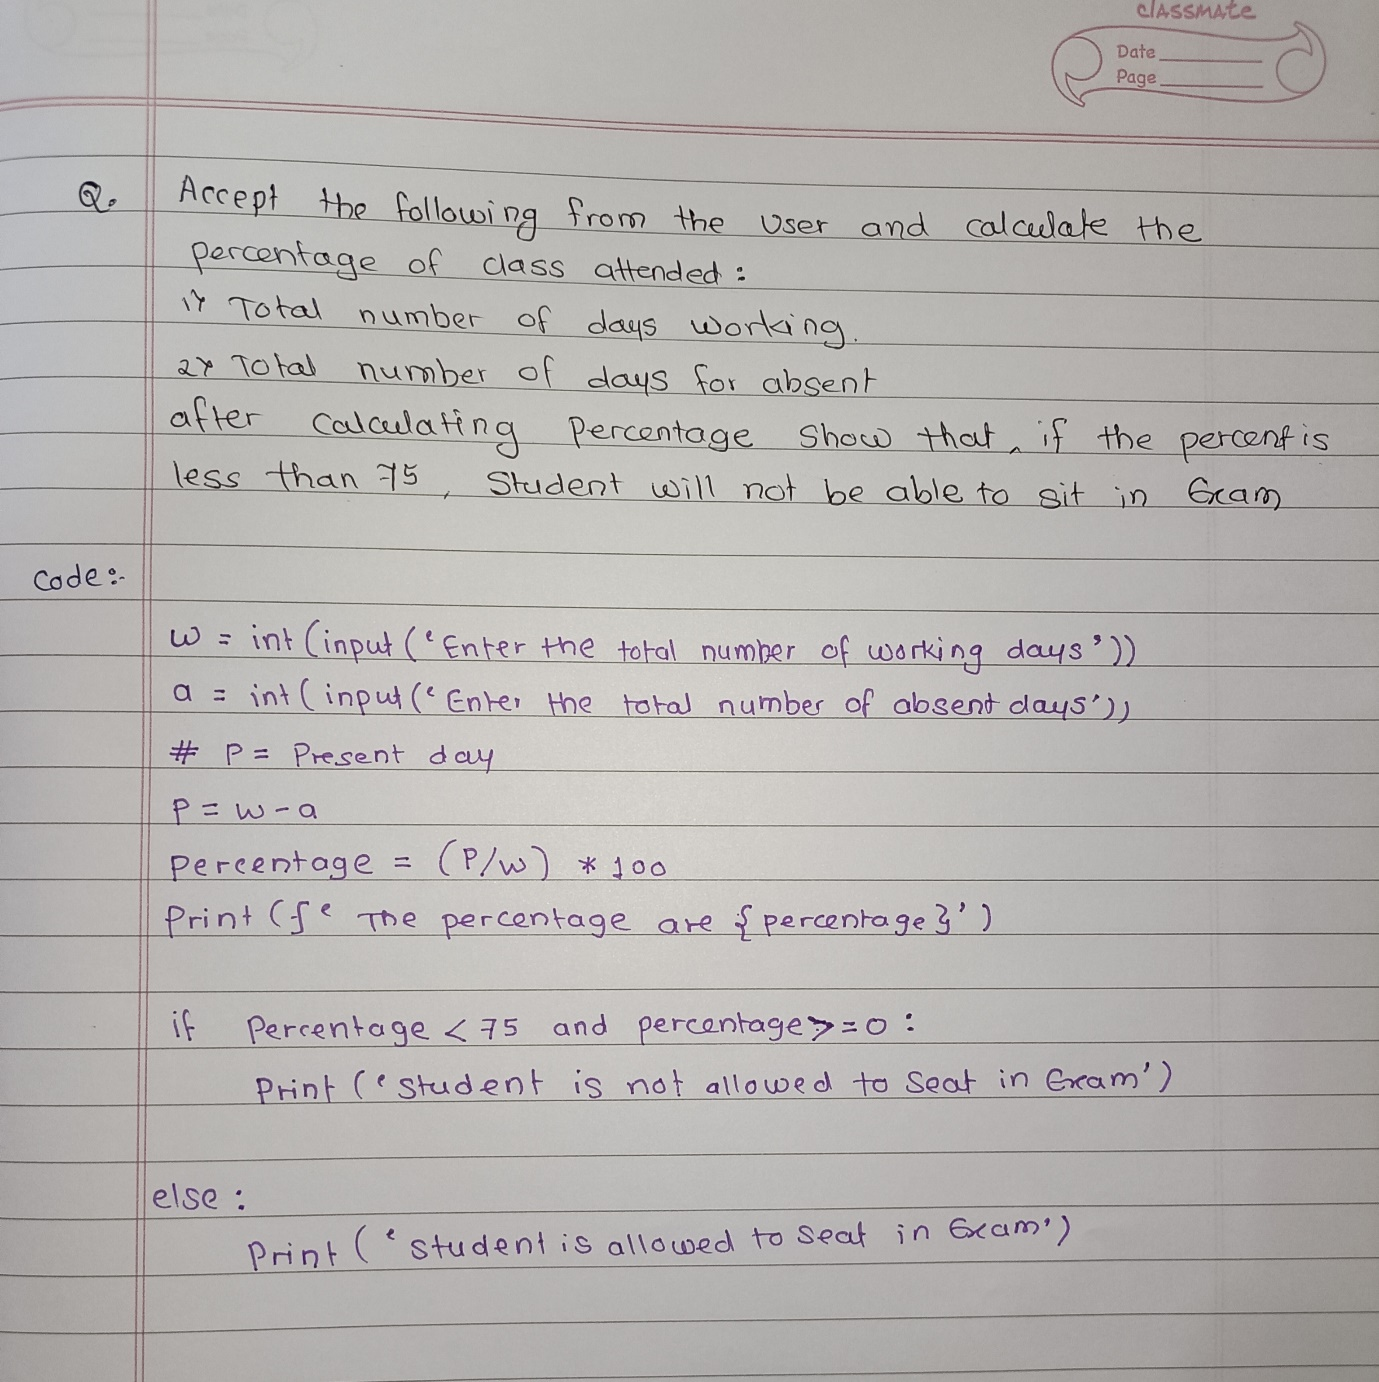 classmate
Date
Page
Q. Accept the following from the user and calculate the
percentage of class attended :
1) Total number of days working.
2) Total number of days for absent
after calculating percentage show that, if the percent is
less than 75, Student will not be able to sit in Exam
Code :-
w = int (input ('Enter the total number of working days'))
a = int (input ('Enter the total number of absent days'))
# P = Present day
P = w - a
percentage = (P/w) * 100
Print (f' The percentage are {percentage}')
if Percentage < 75 and percentage >= 0 :
Print ('student is not allowed to seat in Exam')
else :
Print ('student is allowed to seat in Exam')